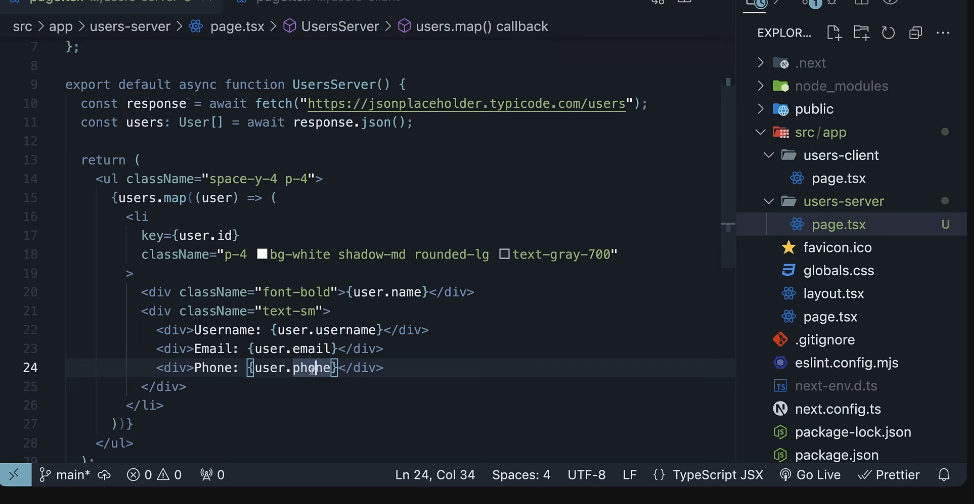 src > app > users-server > page.tsx > UsersServer > users.map() callback
EXPLOR...
7 };
8
9 export default async function UsersServer() {
10 const response = await fetch("https://jsonplaceholder.typicode.com/users");
11 const users: User[] = await response.json();
12
13 return (
14 <ul className="space-y-4 p-4">
15 {users.map((user) => (
16 <li
17 key={user.id}
18 className="p-4 bg-white shadow-md rounded-lg text-gray-700"
19 >
20 <div className="font-bold">{user.name}</div>
21 <div className="text-sm">
22 <div>Username: {user.username}</div>
23 <div>Email: {user.email}</div>
24 <div>Phone: {user.phone}</div>
25 </div>
26 </li>
27 ))}
28 </ul>
);
.next
node_modules
public
src/app
users-client
page.tsx
users-server
page.tsx U
favicon.ico
globals.css
layout.tsx
page.tsx
.gitignore
eslint.config.mjs
next-env.d.ts
next.config.ts
package-lock.json
package.json
main* 0 0 0 Ln 24, Col 34 Spaces: 4 UTF-8 LF {} TypeScript JSX Go Live Prettier